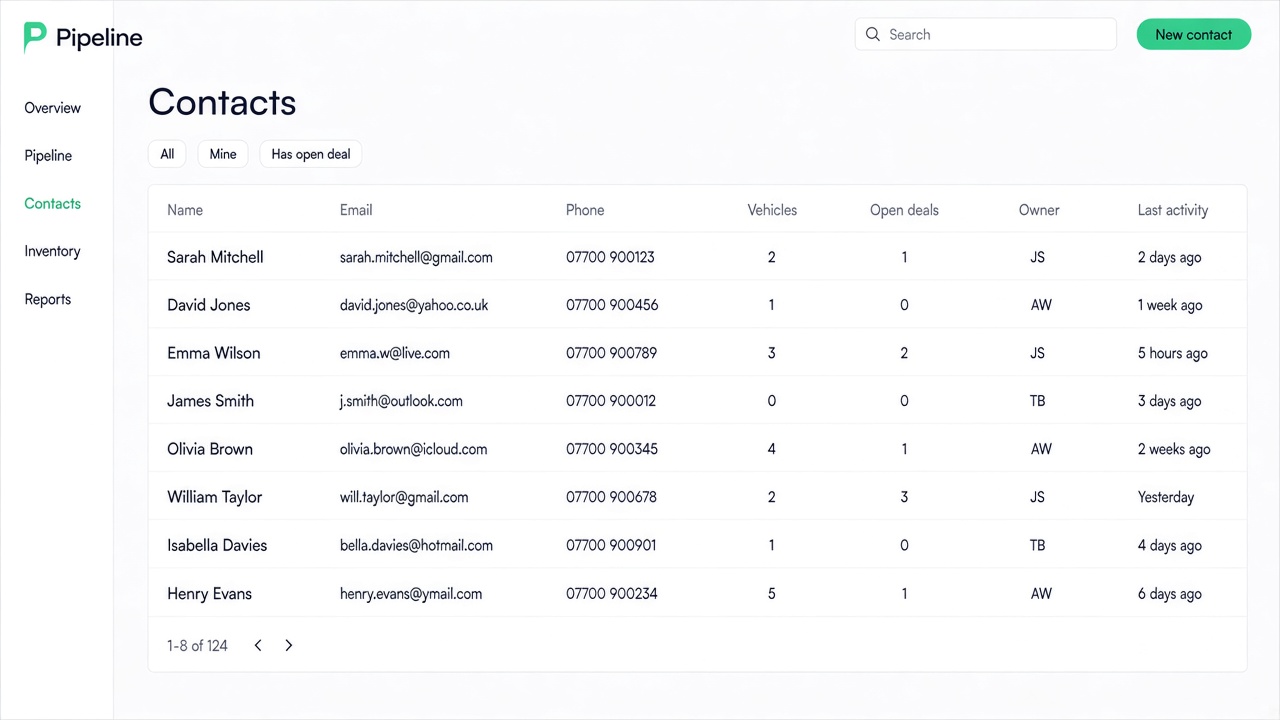 Pipeline
Search
New contact
Overview
Pipeline
Contacts
Inventory
Reports
Contacts
All Mine Has open deal
Name Email Phone Vehicles Open deals Owner Last activity
Sarah Mitchell sarah.mitchell@gmail.com 07700 900123 2 1 JS 2 days ago
David Jones david.jones@yahoo.co.uk 07700 900456 1 0 AW 1 week ago
Emma Wilson emma.w@live.com 07700 900789 3 2 JS 5 hours ago
James Smith j.smith@outlook.com 07700 900012 0 0 TB 3 days ago
Olivia Brown olivia.brown@icloud.com 07700 900345 4 1 AW 2 weeks ago
William Taylor will.taylor@gmail.com 07700 900678 2 3 JS Yesterday
Isabella Davies bella.davies@hotmail.com 07700 900901 1 0 TB 4 days ago
Henry Evans henry.evans@ymail.com 07700 900234 5 1 AW 6 days ago
1-8 of 124